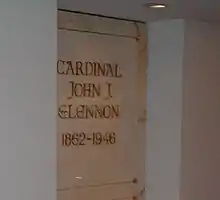 CARDINAL
JOHN J.
GLENNON
1862-1946